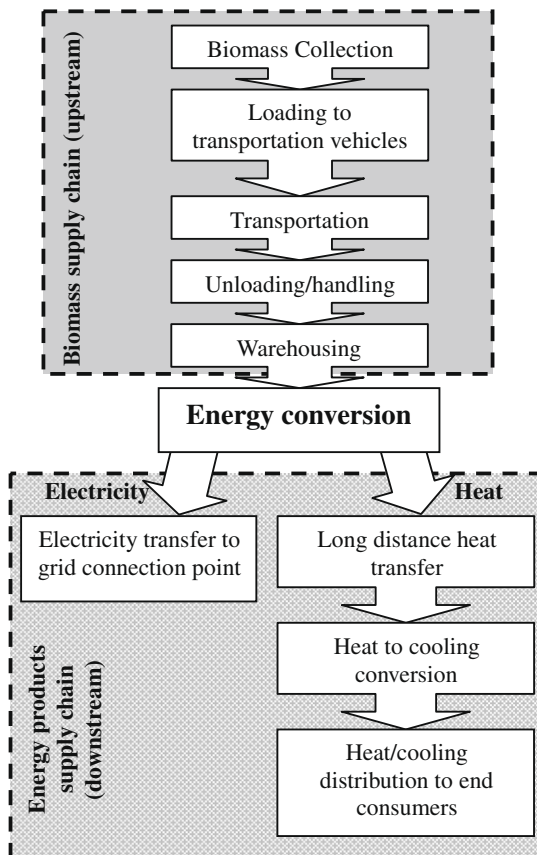 Biomass supply chain (upstream)
Biomass Collection
Loading to
transportation vehicles
Transportation
Unloading/handling
Warehousing
Energy conversion
Electricity
Heat
Electricity transfer to
grid connection point
Long distance heat
transfer
Heat to cooling
conversion
Heat/cooling
distribution to end
consumers
Energy products
supply chain
(downstream)